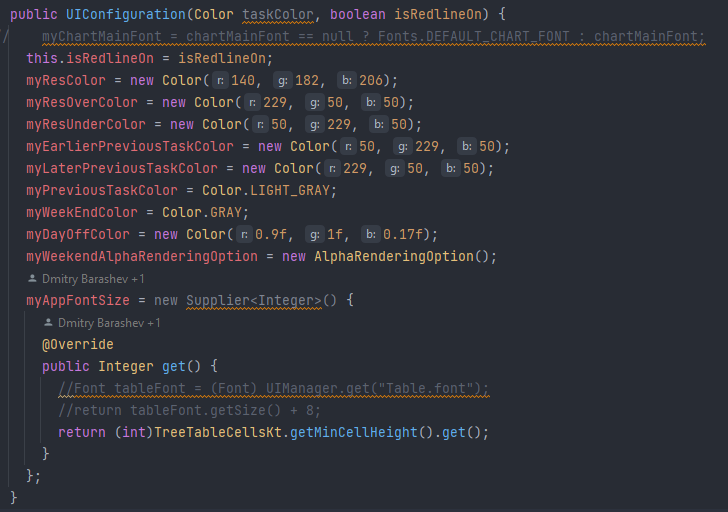 public UIConfiguration(Color taskColor, boolean isRedlineOn) {
//    myChartMainFont = chartMainFont == null ? Fonts.DEFAULT_CHART_FONT : chartMainFont;
  this.isRedlineOn = isRedlineOn;
  myResColor = new Color( r: 140, g: 182, b: 206);
  myResOverColor = new Color( r: 229, g: 50, b: 50);
  myResUnderColor = new Color( r: 50, g: 229, b: 50);
  myEarlierPreviousTaskColor = new Color( r: 50, g: 229, b: 50);
  myLaterPreviousTaskColor = new Color( r: 229, g: 50, b: 50);
  myPreviousTaskColor = Color.LIGHT_GRAY;
  myWeekEndColor = Color.GRAY;
  myDayOffColor = new Color( r: 0.9f, g: 1f, b: 0.17f);
  myWeekendAlphaRenderingOption = new AlphaRenderingOption();
  Dmitry Barashev +1
  myAppFontSize = new Supplier<Integer>() {
    Dmitry Barashev +1
    @Override
    public Integer get() {
      //Font tableFont = (Font) UIManager.get("Table.font");
      //return tableFont.getSize() + 8;
      return (int)TreeTableCellsKt.getMinCellHeight().get();
    }
  };
}